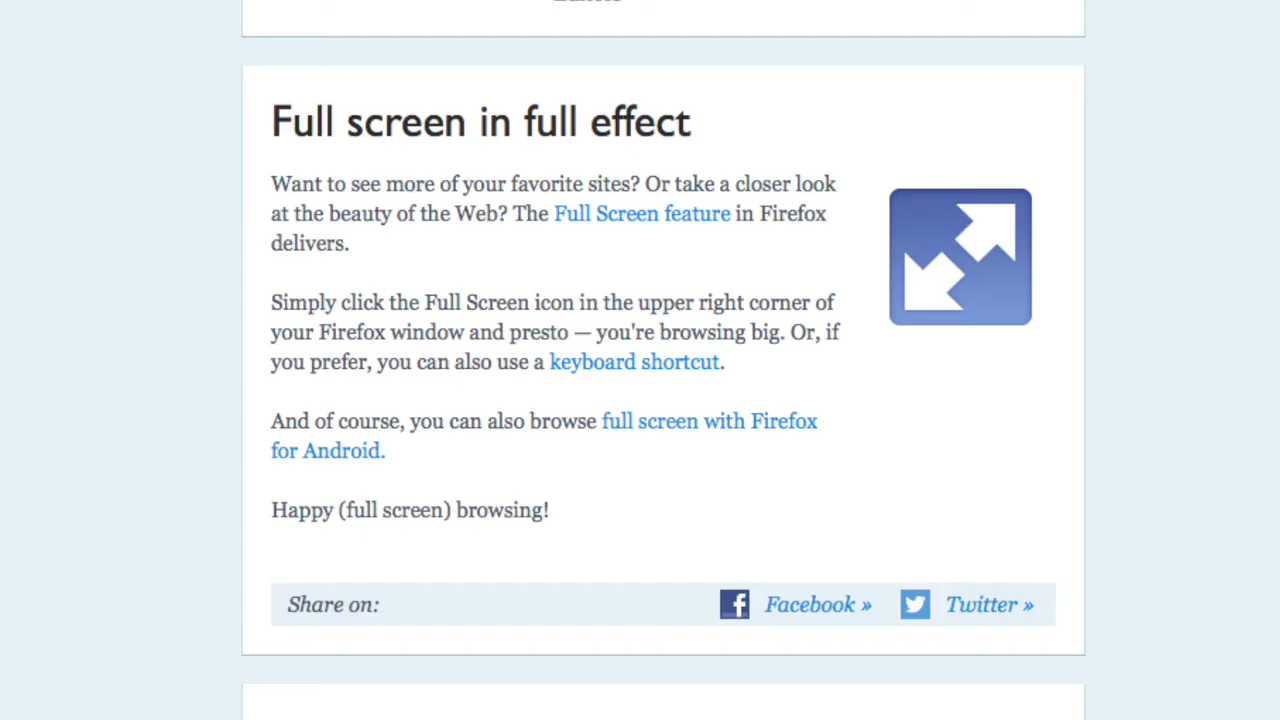 Full screen in full effect
Want to see more of your favorite sites? Or take a closer look
at the beauty of the Web? The Full Screen feature in Firefox
delivers.
Simply click the Full Screen icon in the upper right corner of
your Firefox window and presto — you're browsing big. Or, if
you prefer, you can also use a keyboard shortcut.
And of course, you can also browse full screen with Firefox
for Android.
Happy (full screen) browsing!
Share on: Facebook » Twitter »